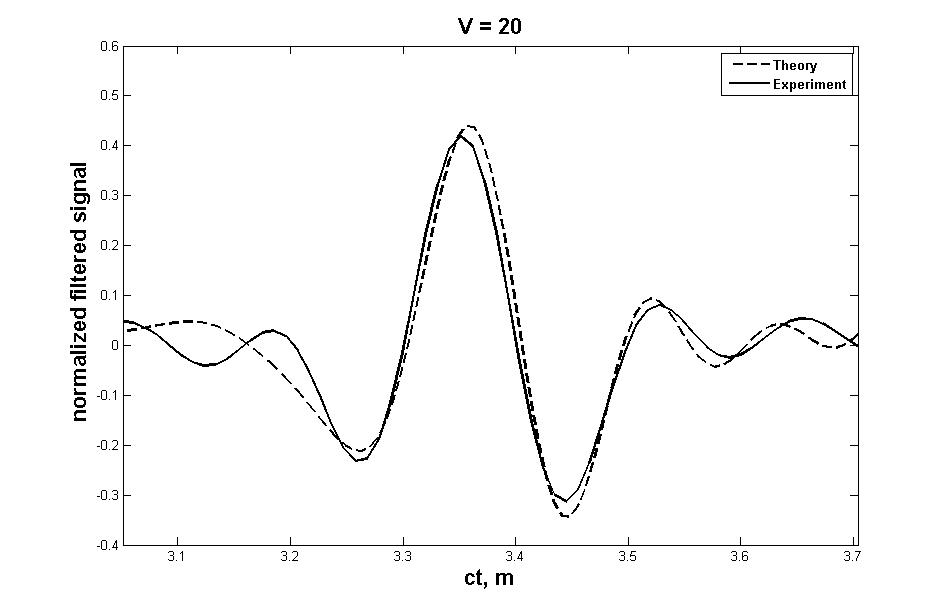 V = 20
Theory
Experiment
normalized filtered signal
0.6
0.5
0.4
0.3
0.2
0.1
0
-0.1
-0.2
-0.3
-0.4
3.1 3.2 3.3 3.4 3.5 3.6 3.7
ct, m